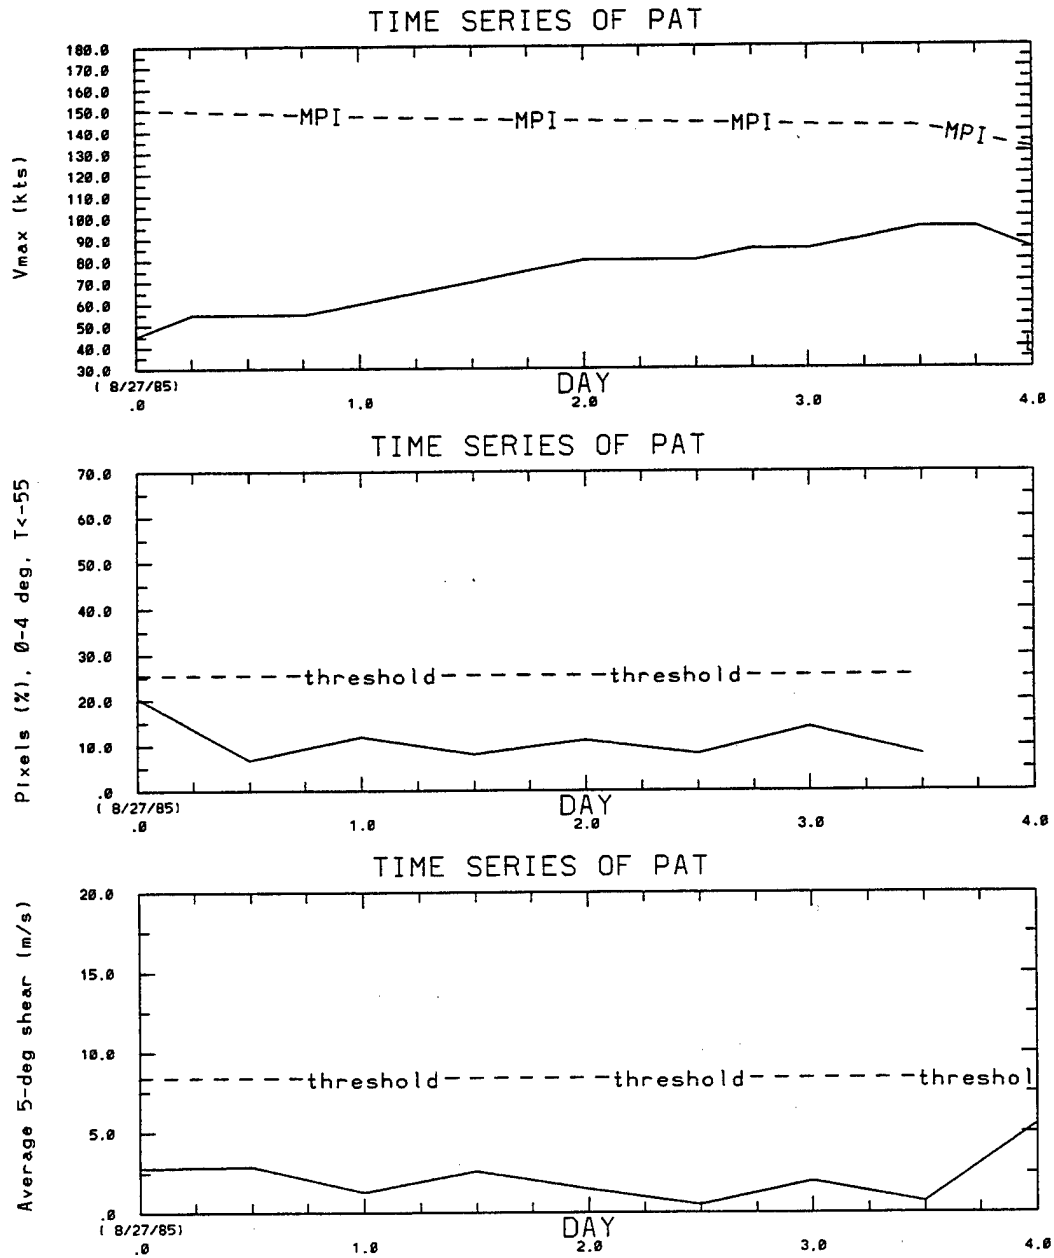 TIME SERIES OF PAT
180.0
170.0
160.0
150.0
140.0
130.0
120.0
110.0
100.0
90.0
80.0
70.0
60.0
50.0
40.0
30.0
Vmax (kts)
MPI MPI MPI MPI
( 8/27/85)
DAY
.0 1.0 2.0 3.0 4.0
TIME SERIES OF PAT
70.0
60.0
50.0
40.0
30.0
20.0
10.0
.0
Pixels (%), 0-4 deg, T<-55
threshold threshold
( 8/27/85)
DAY
.0 1.0 2.0 3.0 4.0
TIME SERIES OF PAT
20.0
15.0
10.0
5.0
.0
Average 5-deg shear (m/s)
threshold threshold threshol
( 8/27/85)
DAY
.0 1.0 2.0 3.0 4.0